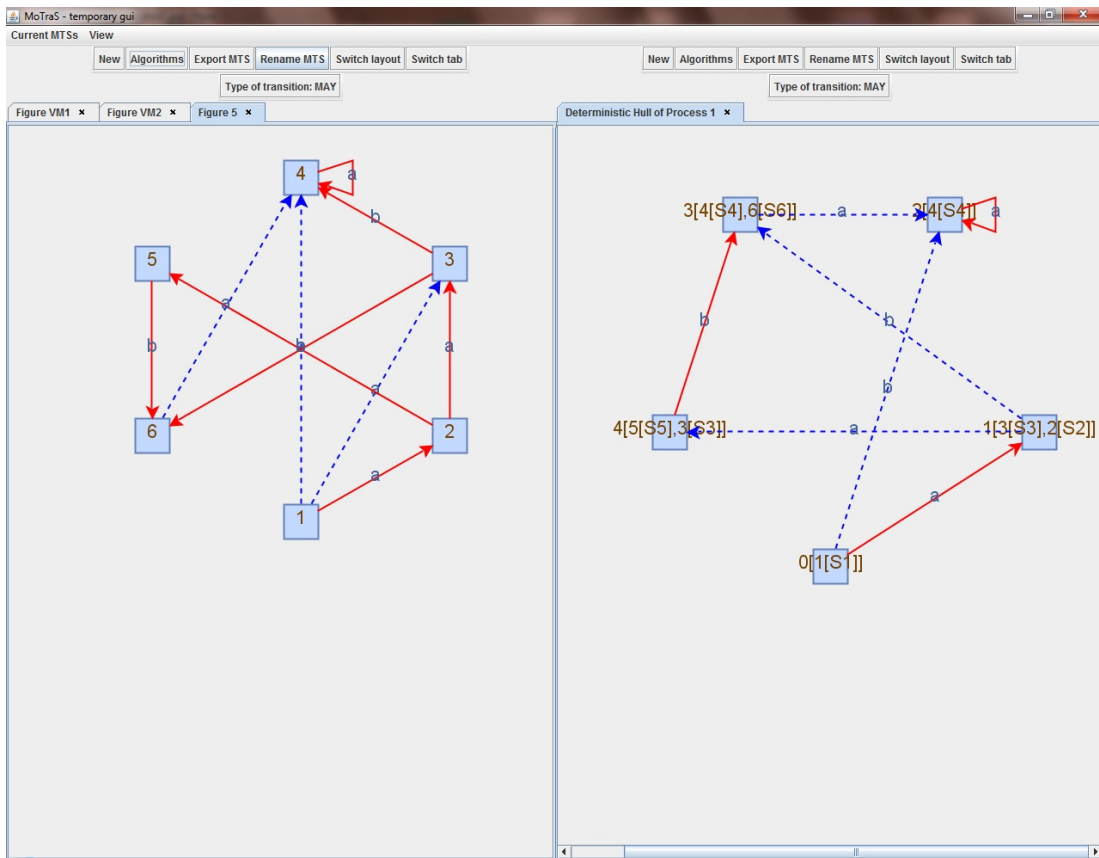 MoTraS - temporary gui
Current MTSs View
New Algorithms Export MTS Rename MTS Switch layout Switch tab
Type of transition: MAY
Figure VM1 Figure VM2 Figure 5
4
a
b
5
3
a
b
b
a
a
6
2
a
1
New Algorithms Export MTS Rename MTS Switch layout Switch tab
Type of transition: MAY
Deterministic Hull of Process 1
3[4[S4],6[S6]]
a
2[4[S4]]
a
b
b
b
4[5[S5],3[S3]]
a
1[3[S3],2[S2]]
a
0[1[S1]]